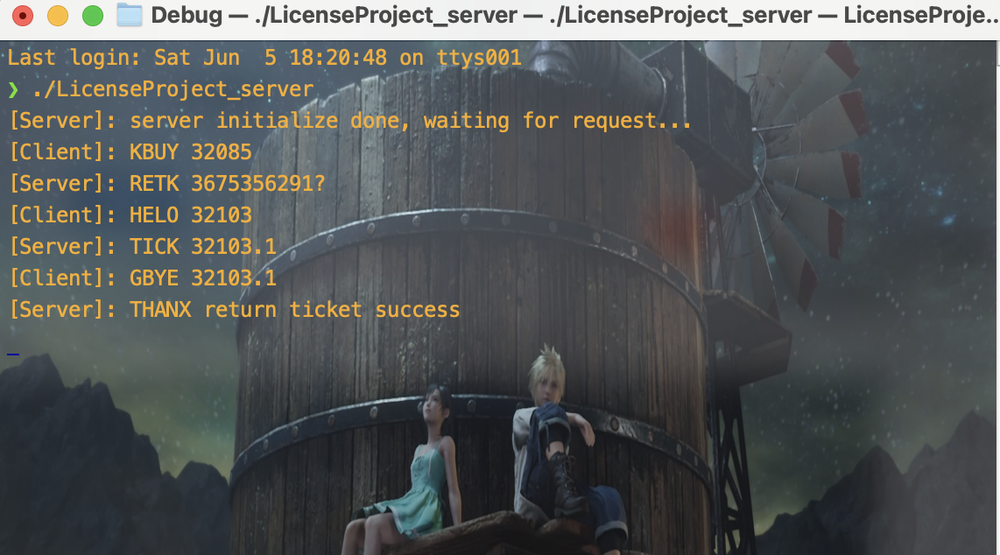 Debug — ./LicenseProject_server — ./LicenseProject_server — LicenseProje...
Last login: Sat Jun  5 18:20:48 on ttys001
❯ ./LicenseProject_server
[Server]: server initialize done, waiting for request...
[Client]: KBUY 32085
[Server]: RETK 3675356291?
[Client]: HELO 32103
[Server]: TICK 32103.1
[Client]: GBYE 32103.1
[Server]: THANX return ticket success